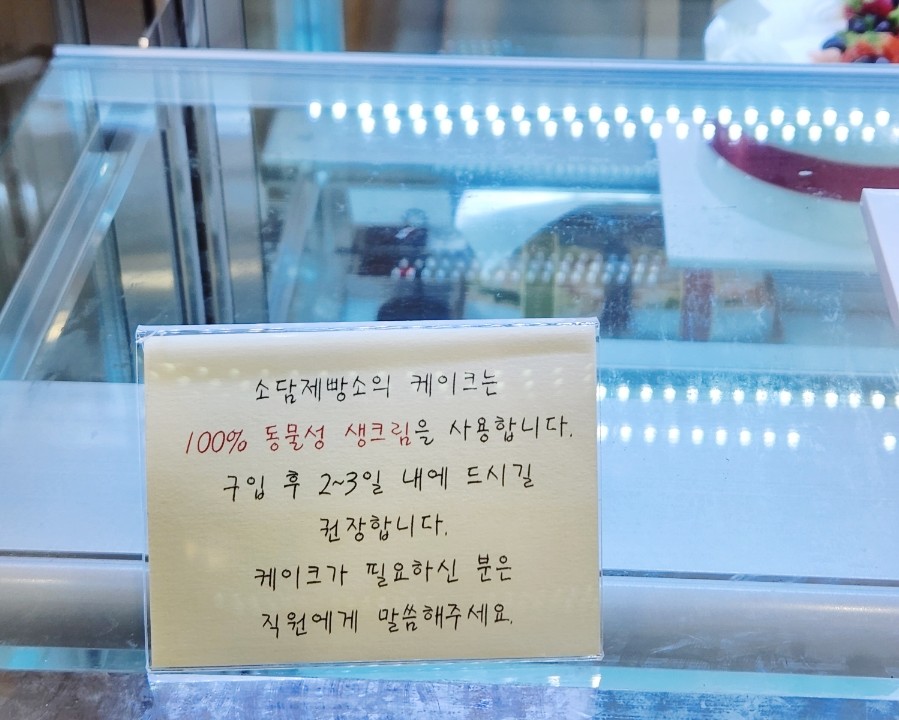 소담제빵소의 케이크는
100% 동물성 생크림을 사용합니다.
구입 후 2~3일 내에 드시길
권장합니다.
케이크가 필요하신 분은
직원에게 말씀해주세요.